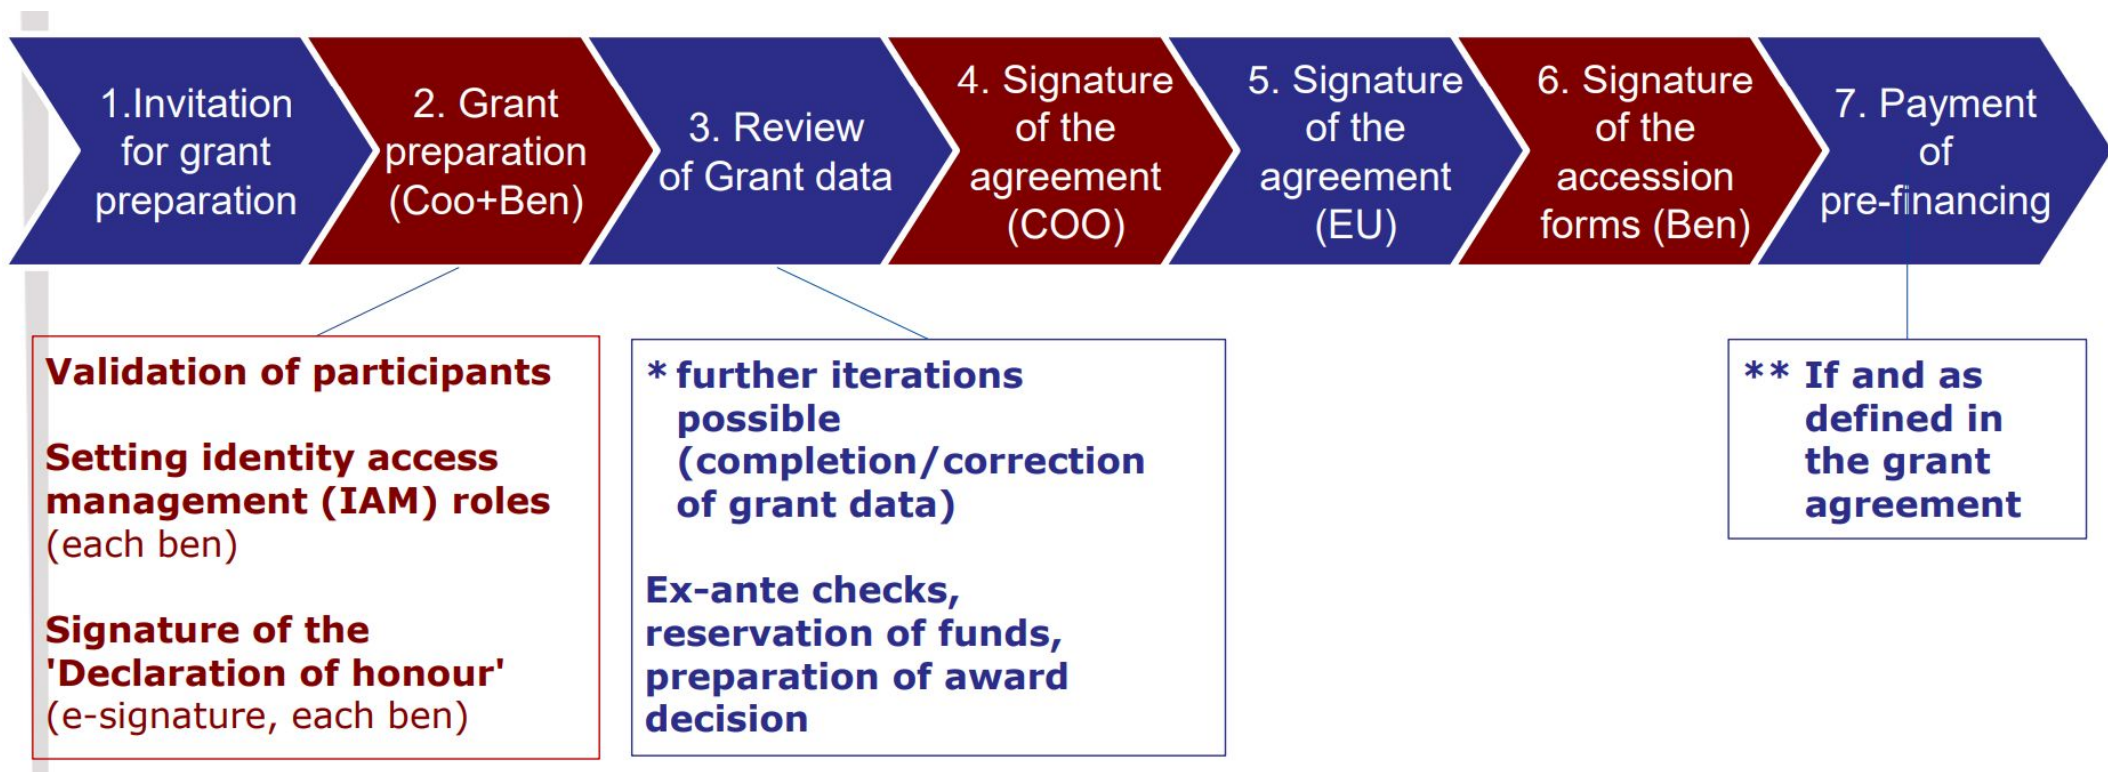 1.Invitation
for grant
preparation
2. Grant
preparation
(Coo+Ben)
3. Review
of Grant data
4. Signature
of the
agreement
(COO)
5. Signature
of the
agreement
(EU)
6. Signature
of the
accession
forms (Ben)
7. Payment
of
pre-financing
Validation of participants
Setting identity access
management (IAM) roles
(each ben)
Signature of the
'Declaration of honour'
(e-signature, each ben)
* further iterations
possible
(completion/correction
of grant data)
Ex-ante checks,
reservation of funds,
preparation of award
decision
** If and as
defined in
the grant
agreement